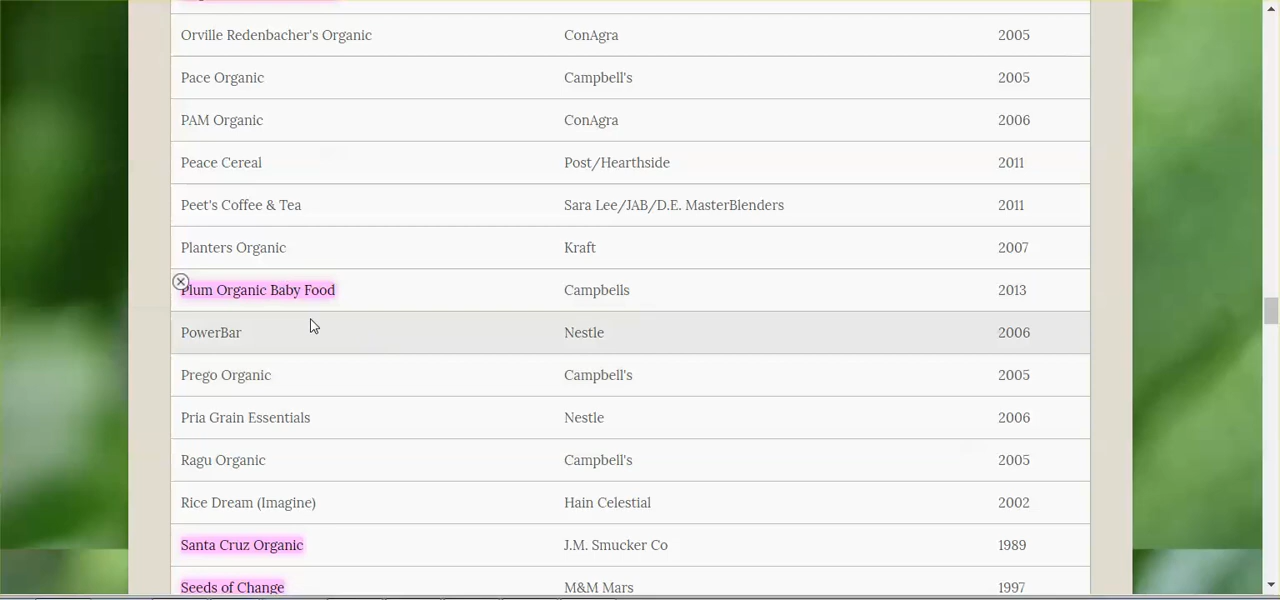 Orville Redenbacher's Organic ConAgra 2005
Pace Organic Campbell's 2005
PAM Organic ConAgra 2006
Peace Cereal Post/Hearthside 2011
Peet's Coffee & Tea Sara Lee/JAB/D.E. MasterBlenders 2011
Planters Organic Kraft 2007
Plum Organic Baby Food Campbells 2013
PowerBar Nestle 2006
Prego Organic Campbell's 2005
Pria Grain Essentials Nestle 2006
Ragu Organic Campbell's 2005
Rice Dream (Imagine) Hain Celestial 2002
Santa Cruz Organic J.M. Smucker Co 1989
Seeds of Change M&M Mars 1997